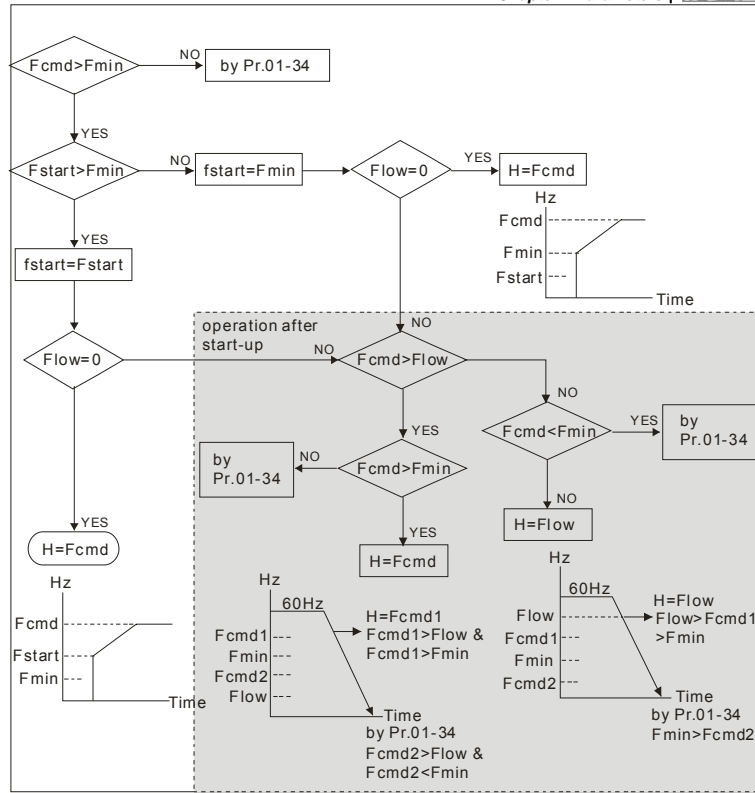 Fcmd>Fmin
NO
by Pr.01-34
YES
Fstart>Fmin
NO
fstart=Fmin
Flow=0
YES
H=Fcmd
Hz
Fcmd
Fmin
Fstart
Time
YES
fstart=Fstart
NO
operation after
start-up
Flow=0
NO
Fcmd>Flow
NO
YES
Fcmd<Fmin
YES
by
Pr.01-34
by
Pr.01-34
NO
Fcmd>Fmin
NO
H=Flow
YES
H=Fcmd
YES
H=Fcmd
Hz
Fcmd
Fstart
Fmin
Time
Hz
60Hz
H=Fcmd1
Fcmd1>Flow &
Fcmd1>Fmin
Fcmd1
Fmin
Fcmd2
Flow
Time
by Pr.01-34
Fcmd2>Flow &
Fcmd2<Fmin
Hz
60Hz
H=Flow
Flow>Fcmd1
>Fmin
Flow
Fcmd1
Fmin
Fcmd2
Time
by Pr.01-34
Fmin>Fcmd2